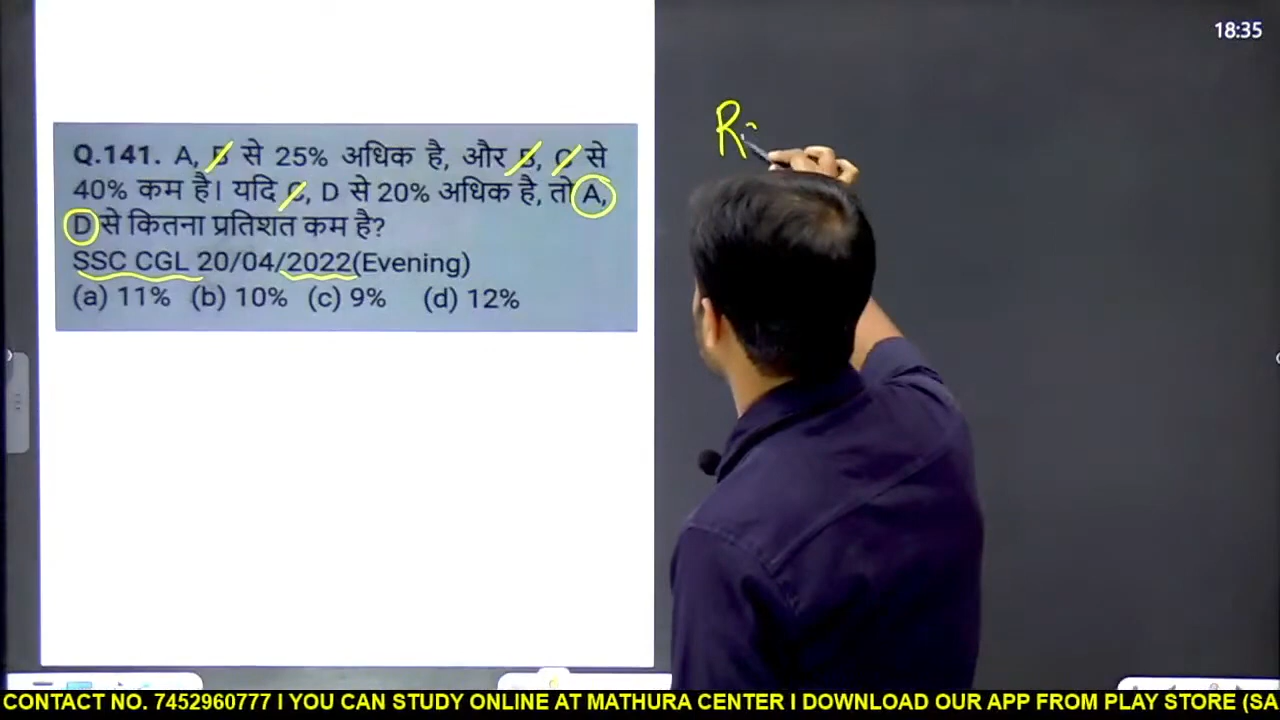 18:35
R
Q.141. A, B से 25% अधिक है, और B, C से
40% कम है। यदि C, D से 20% अधिक है, तो A,
D से कितना प्रतिशत कम है?
SSC CGL 20/04/2022(Evening)
(a) 11% (b) 10% (c) 9% (d) 12%
CONTACT NO. 7452960777 I YOU CAN STUDY ONLINE AT MATHURA CENTER I DOWNLOAD OUR APP FROM PLAY STORE (SA